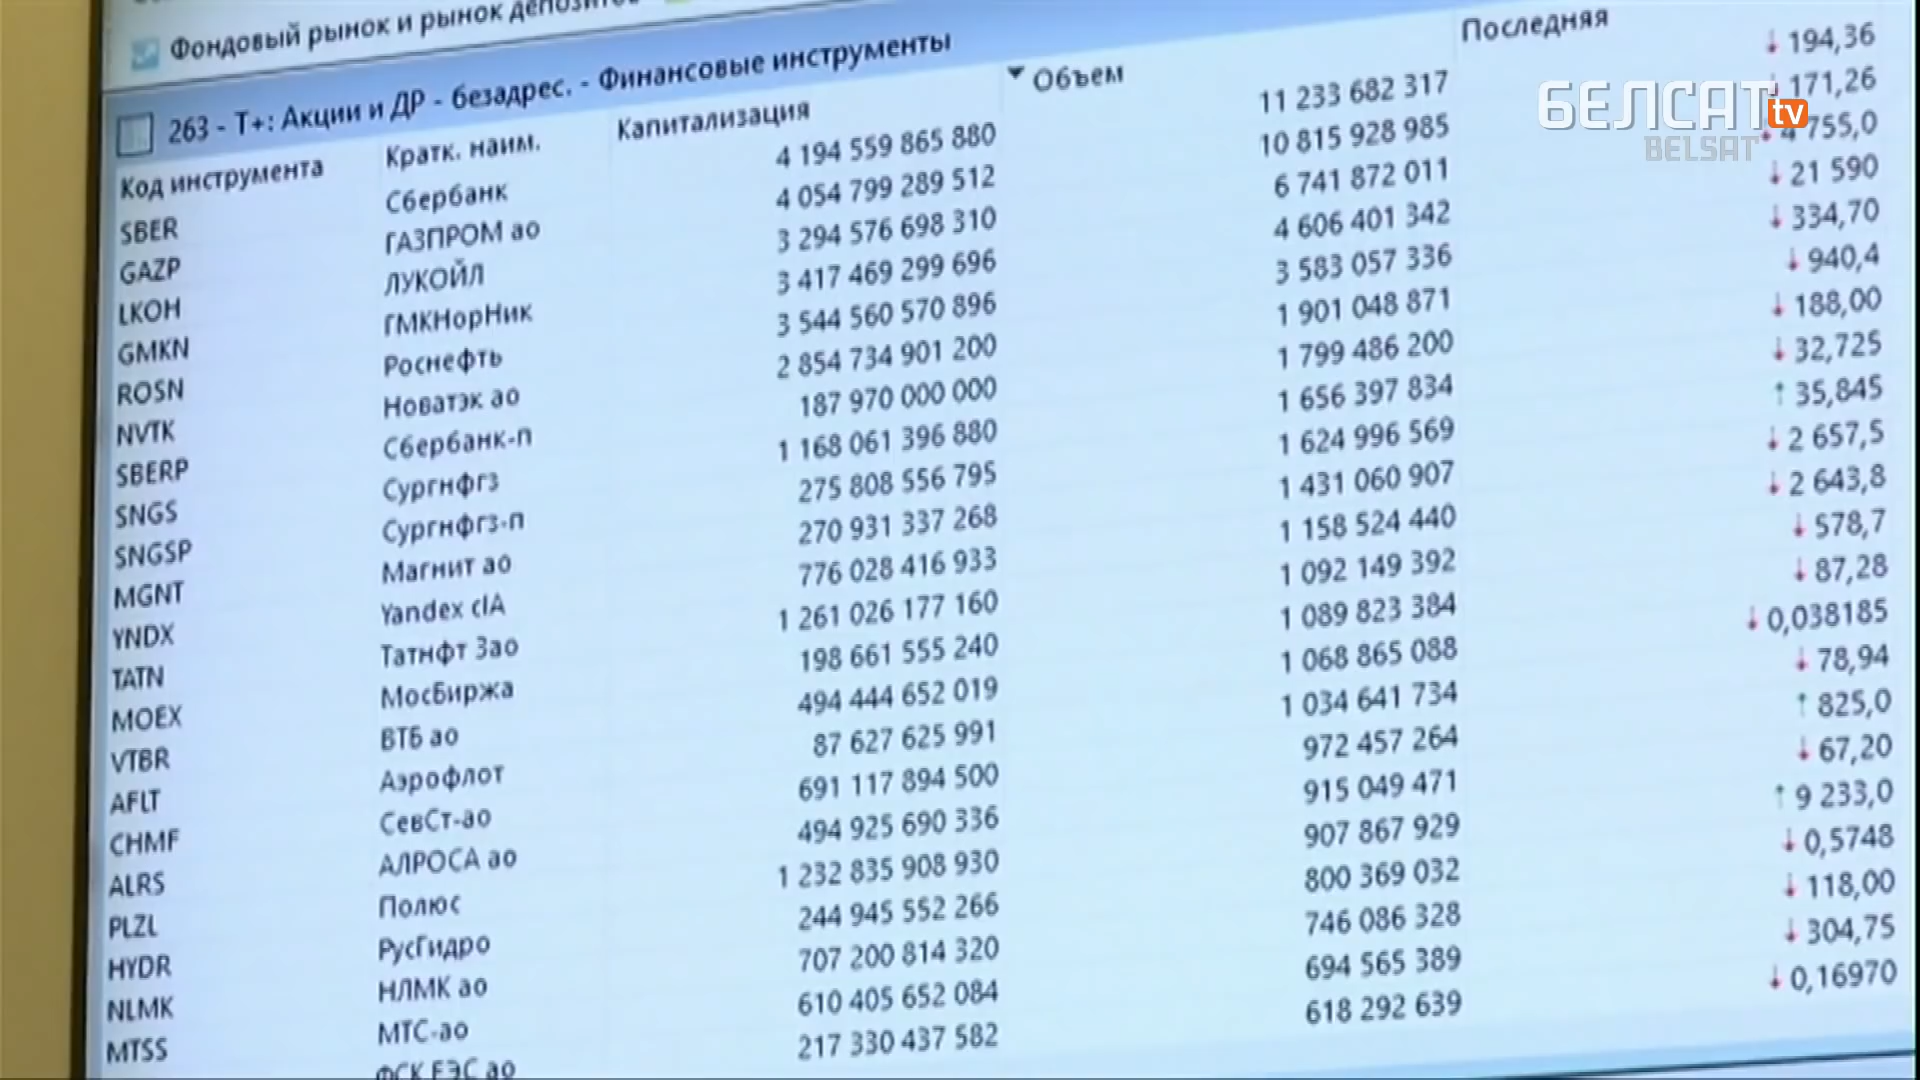 Фондовый рынок и рынок депозитов
263 - Т+: Акции и ДР - безадрес. - Финансовые инструменты
Код инструмента Кратк. наим. Капитализация Объем Последняя
SBER Сбербанк 4 194 559 865 880 11 233 682 317 ↓ 194,36
GAZP ГАЗПРОМ ао 4 054 799 289 512 10 815 928 985 ↓ 171,26
LKOH ЛУКОЙЛ 3 294 576 698 310 6 741 872 011 ↓ 4 755,0
GMKN ГМКНорНик 3 417 469 299 696 4 606 401 342 ↓ 21 590
ROSN Роснефть 3 544 560 570 896 3 583 057 336 ↓ 334,70
NVTK Новатэк ао 2 854 734 901 200 1 901 048 871 ↓ 940,4
SBERP Сбербанк-п 187 970 000 000 1 799 486 200 ↓ 188,00
SNGS Сургнфгз 1 168 061 396 880 1 656 397 834 ↓ 32,725
SNGSP Сургнфгз-п 275 808 556 795 1 624 996 569 ↑ 35,845
MGNT Магнит ао 270 931 337 268 1 431 060 907 ↓ 2 657,5
YNDX Yandex clA 776 028 416 933 1 158 524 440 ↓ 2 643,8
TATN Татнфт 3ао 1 261 026 177 160 1 092 149 392 ↓ 578,7
MOEX МосБиржа 198 661 555 240 1 089 823 384 ↓ 87,28
VTBR ВТБ ао 494 444 652 019 1 068 865 088 ↓ 0,038185
AFLT Аэрофлот 87 627 625 991 1 034 641 734 ↓ 78,94
CHMF СевСт-ао 691 117 894 500 972 457 264 ↑ 825,0
ALRS АЛРОСА ао 494 925 690 336 915 049 471 ↓ 67,20
PLZL Полюс 1 232 835 908 930 907 867 929 ↑ 9 233,0
HYDR РусГидро 244 945 552 266 800 369 032 ↓ 0,5748
NLMK НЛМК ао 707 200 814 320 746 086 328 ↓ 118,00
MTSS МТС-ао 610 405 652 084 694 565 389 ↓ 304,75
ФСК ЕЭС ао 217 330 437 582 618 292 639 ↓ 0,16970
БЕЛСАТ tv
BELSAT